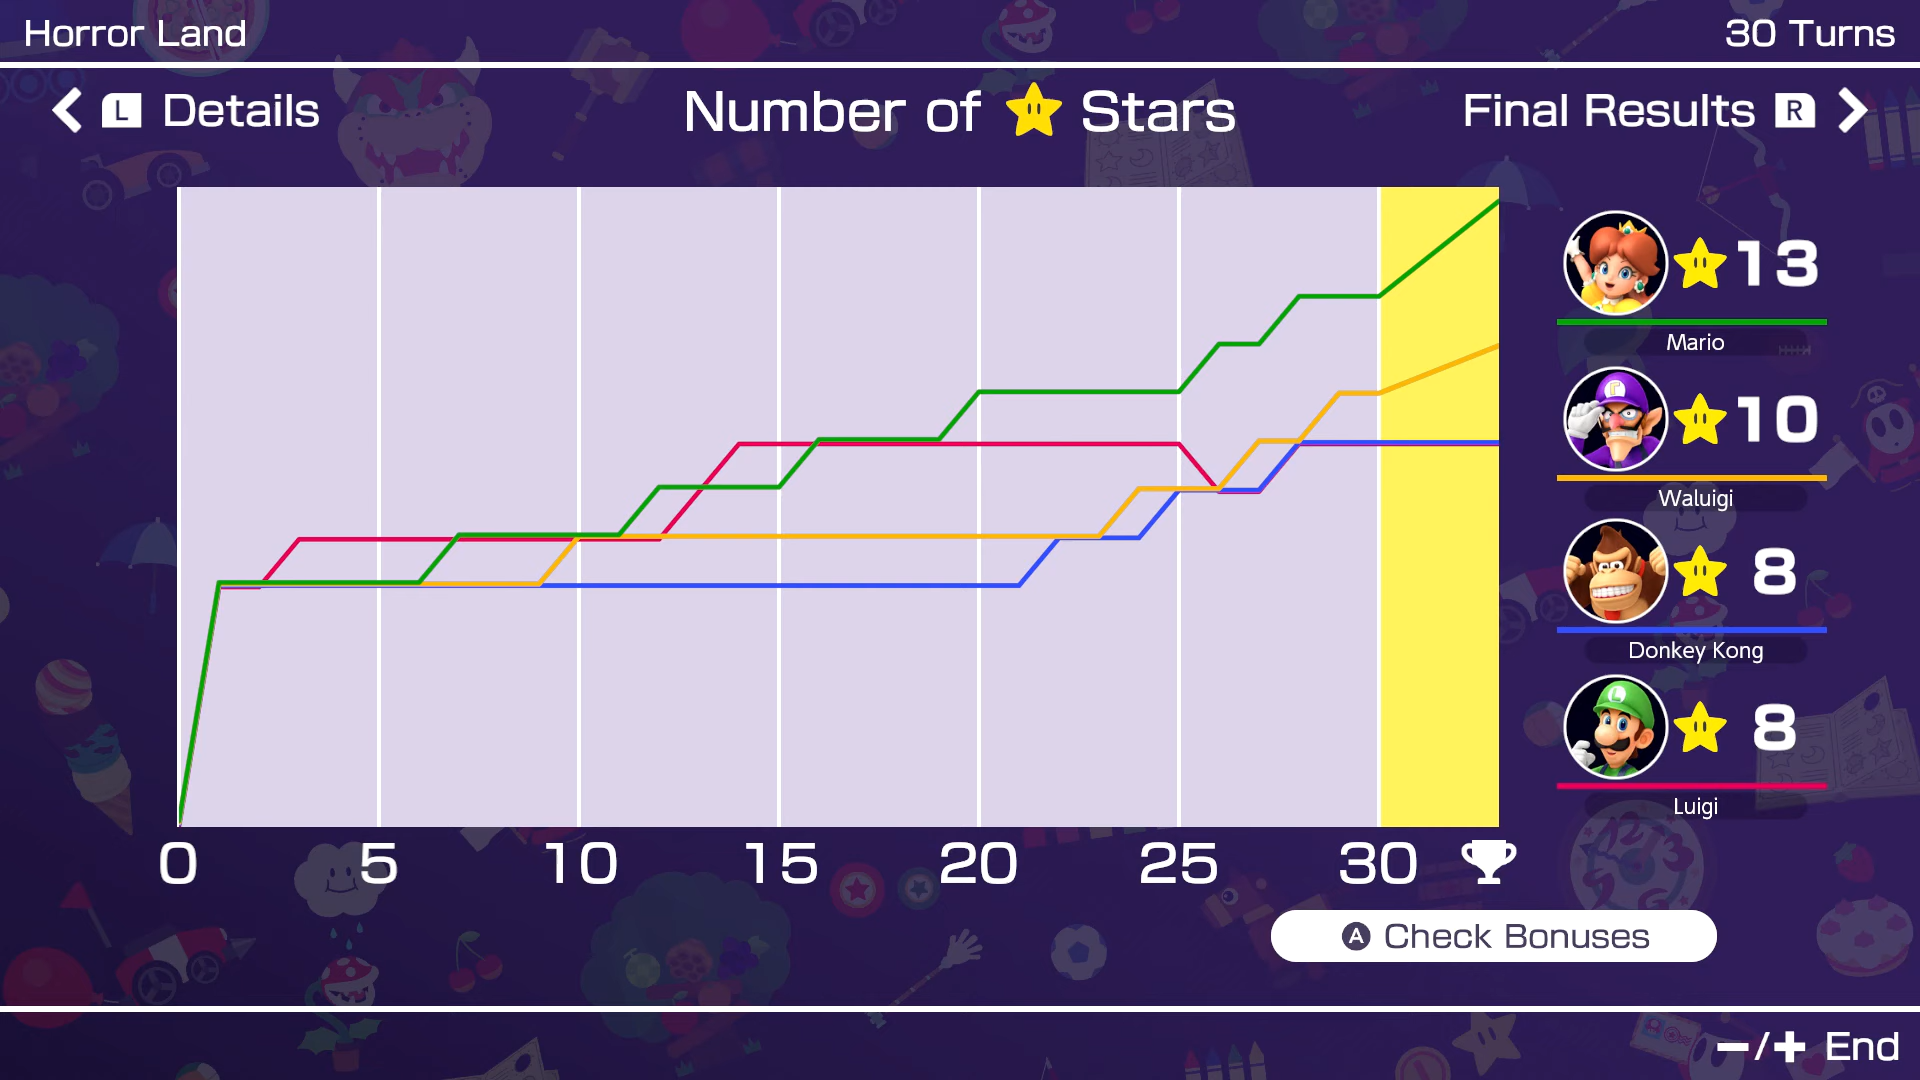 Horror Land
30 Turns
L Details
Number of Stars
Final Results R
13
Mario
10
Waluigi
8
Donkey Kong
8
Luigi
0 5 10 15 20 25 30
A Check Bonuses
−/+ End